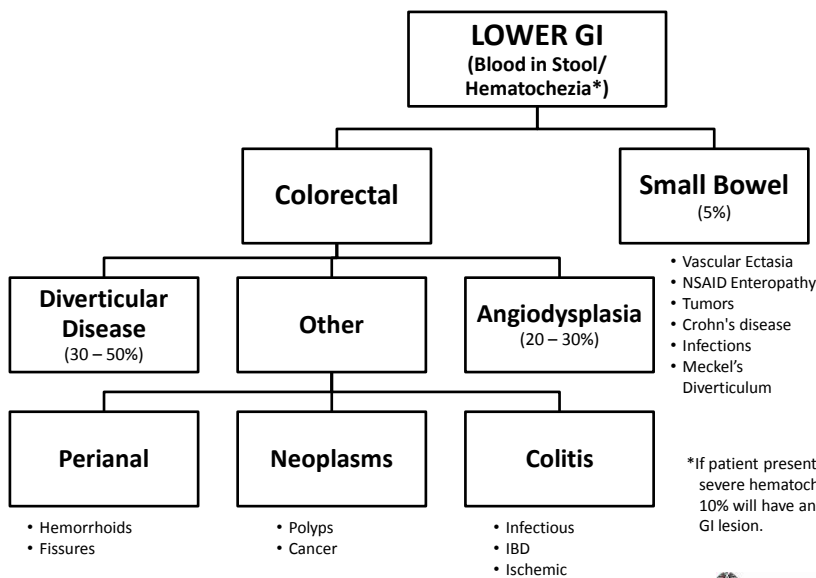 LOWER GI
(Blood in Stool/
Hematochezia*)
Colorectal
Small Bowel
(5%)
• Vascular Ectasia
• NSAID Enteropathy
• Tumors
• Crohn's disease
• Infections
• Meckel's
Diverticulum
Diverticular
Disease
(30 – 50%)
Other
Angiodysplasia
(20 – 30%)
Perianal
Neoplasms
Colitis
• Hemorrhoids
• Fissures
• Polyps
• Cancer
• Infectious
• IBD
• Ischemic
*If patient present
severe
10% will have an
GI lesion.